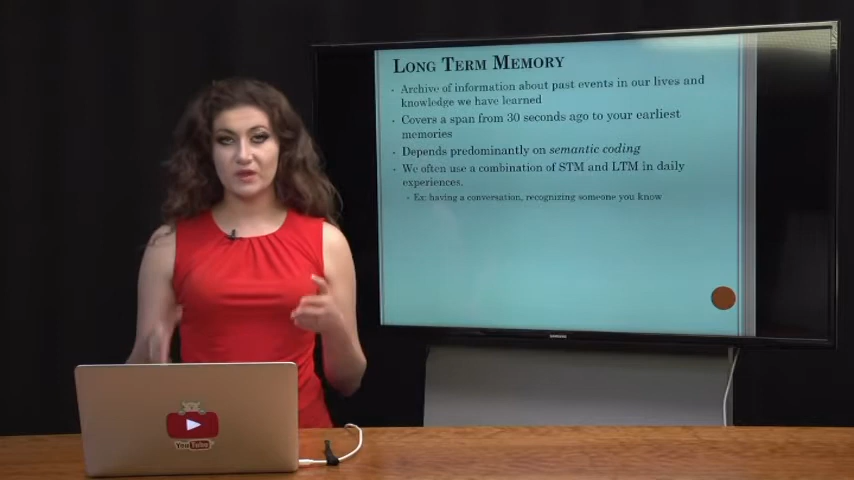 LONG TERM MEMORY
Archive of information about past events in our lives and
knowledge we have learned
Covers a span from 30 seconds ago to your earliest
memories
Depends predominantly on semantic coding
We often use a combination of STM and LTM in daily
experiences.
Ex: having a conversation, recognizing someone you know
SAMSUNG
YouTube